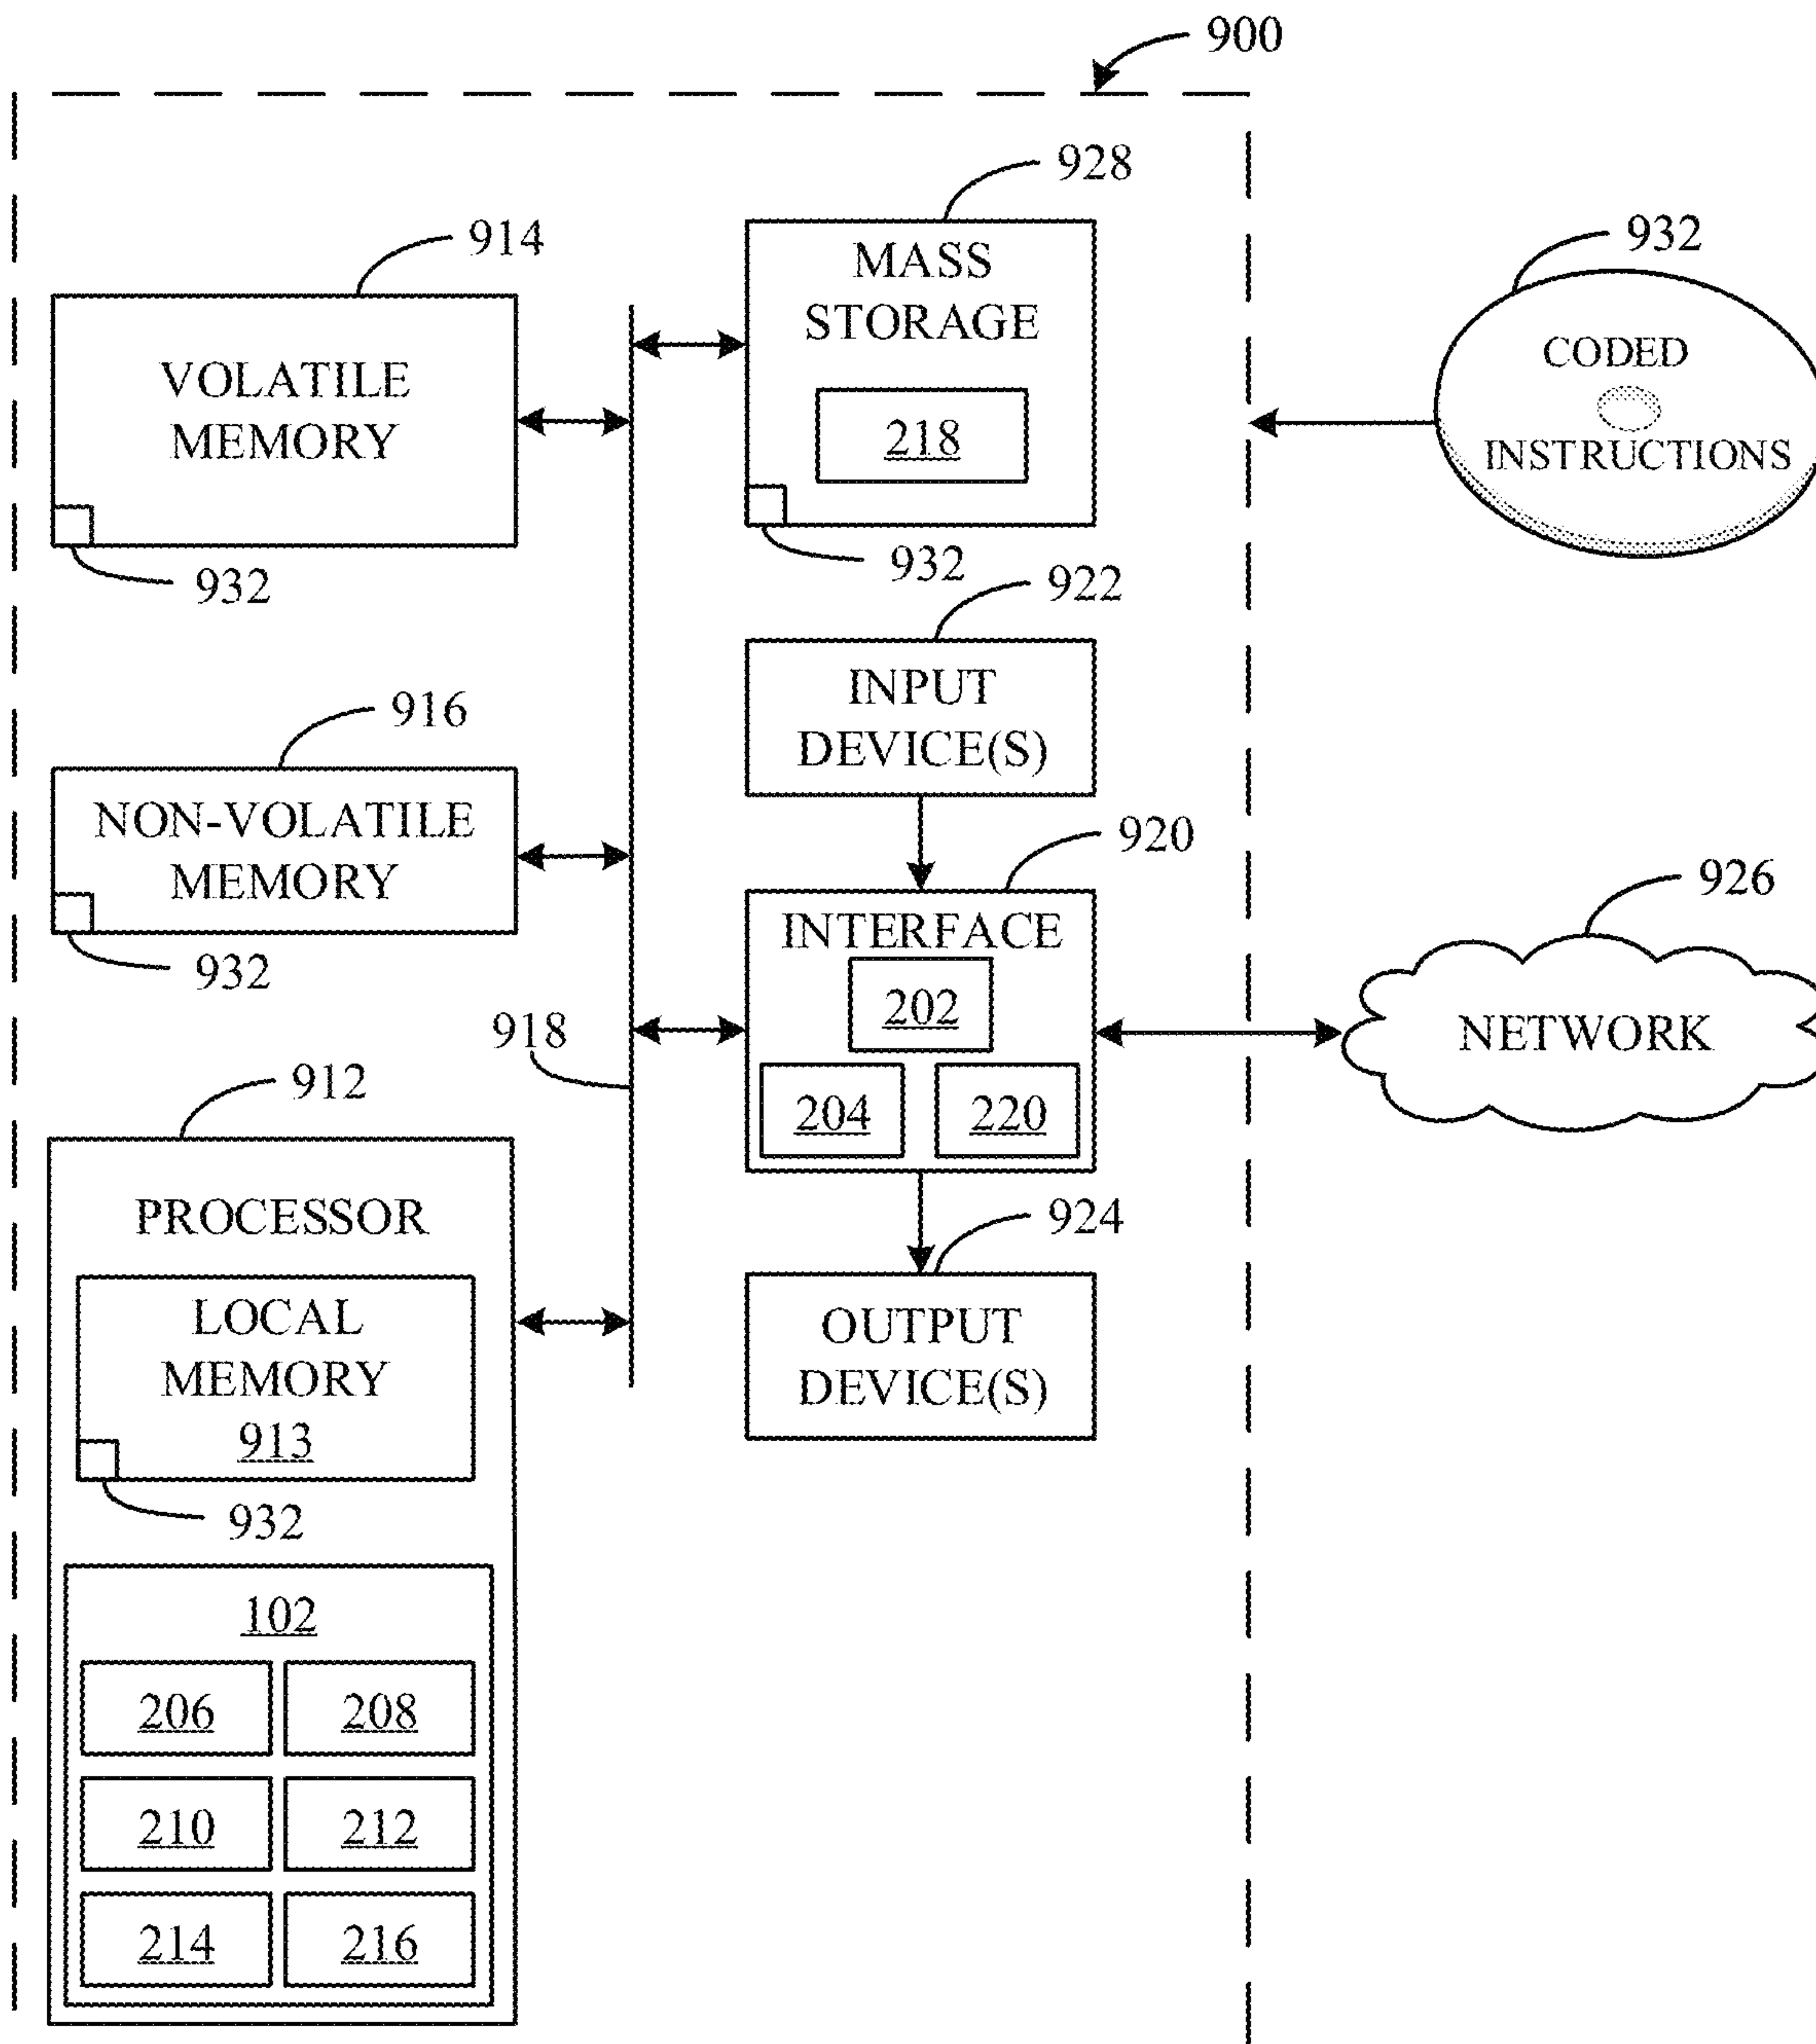 900
928
914
932
MASS
STORAGE
218
VOLATILE
MEMORY
CODED
INSTRUCTIONS
932
932
922
INPUT
DEVICE(S)
916
NON-VOLATILE
MEMORY
932
920
INTERFACE
202
204
220
926
NETWORK
918
912
PROCESSOR
LOCAL
MEMORY
913
932
924
OUTPUT
DEVICE(S)
102
206
208
210
212
214
216